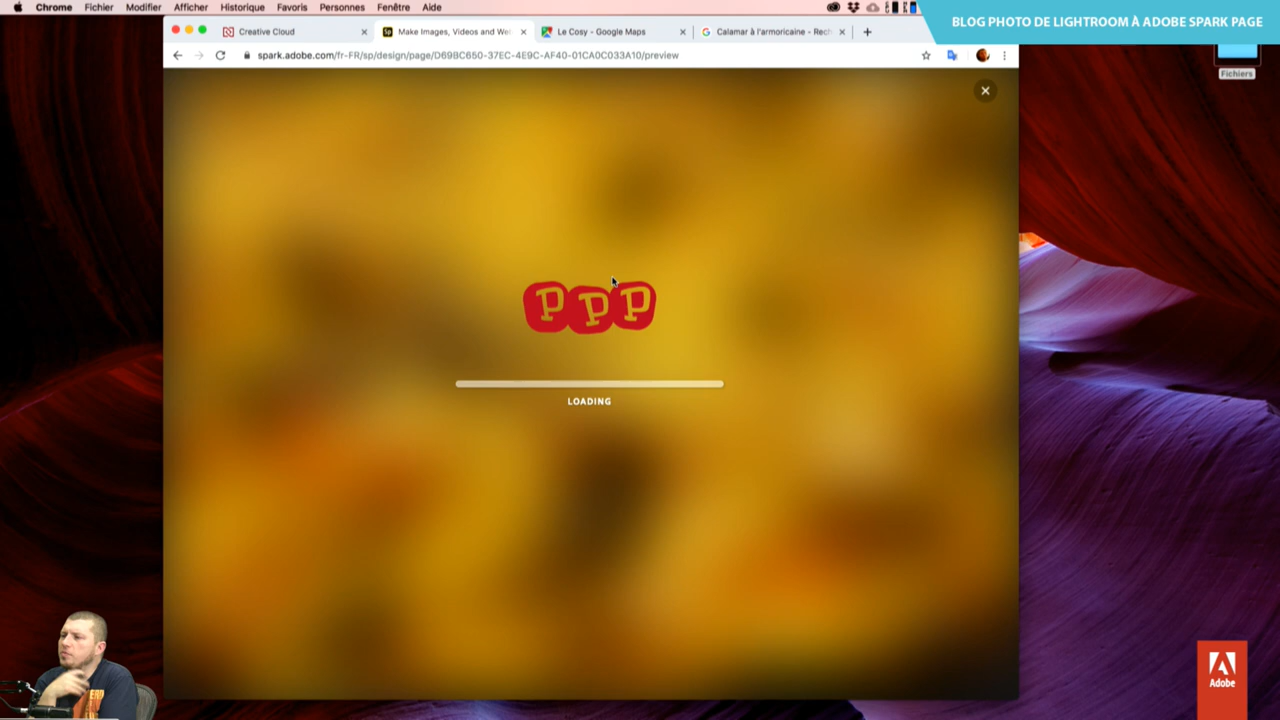 Chrome Fichier Modifier Afficher Historique Favoris Personnes Fenêtre Aide
BLOG PHOTO DE LIGHTROOM À ADOBE SPARK PAGE
Creative Cloud
Make Images, Videos and We
Le Cosy - Google Maps
Calamar à l'armoricaine - Rech
spark.adobe.com/fr-FR/sp/design/page/D69BC650-37EC-4E9C-AF40-01CA0C033A10/preview
Fichiers
PPP
LOADING
Adobe